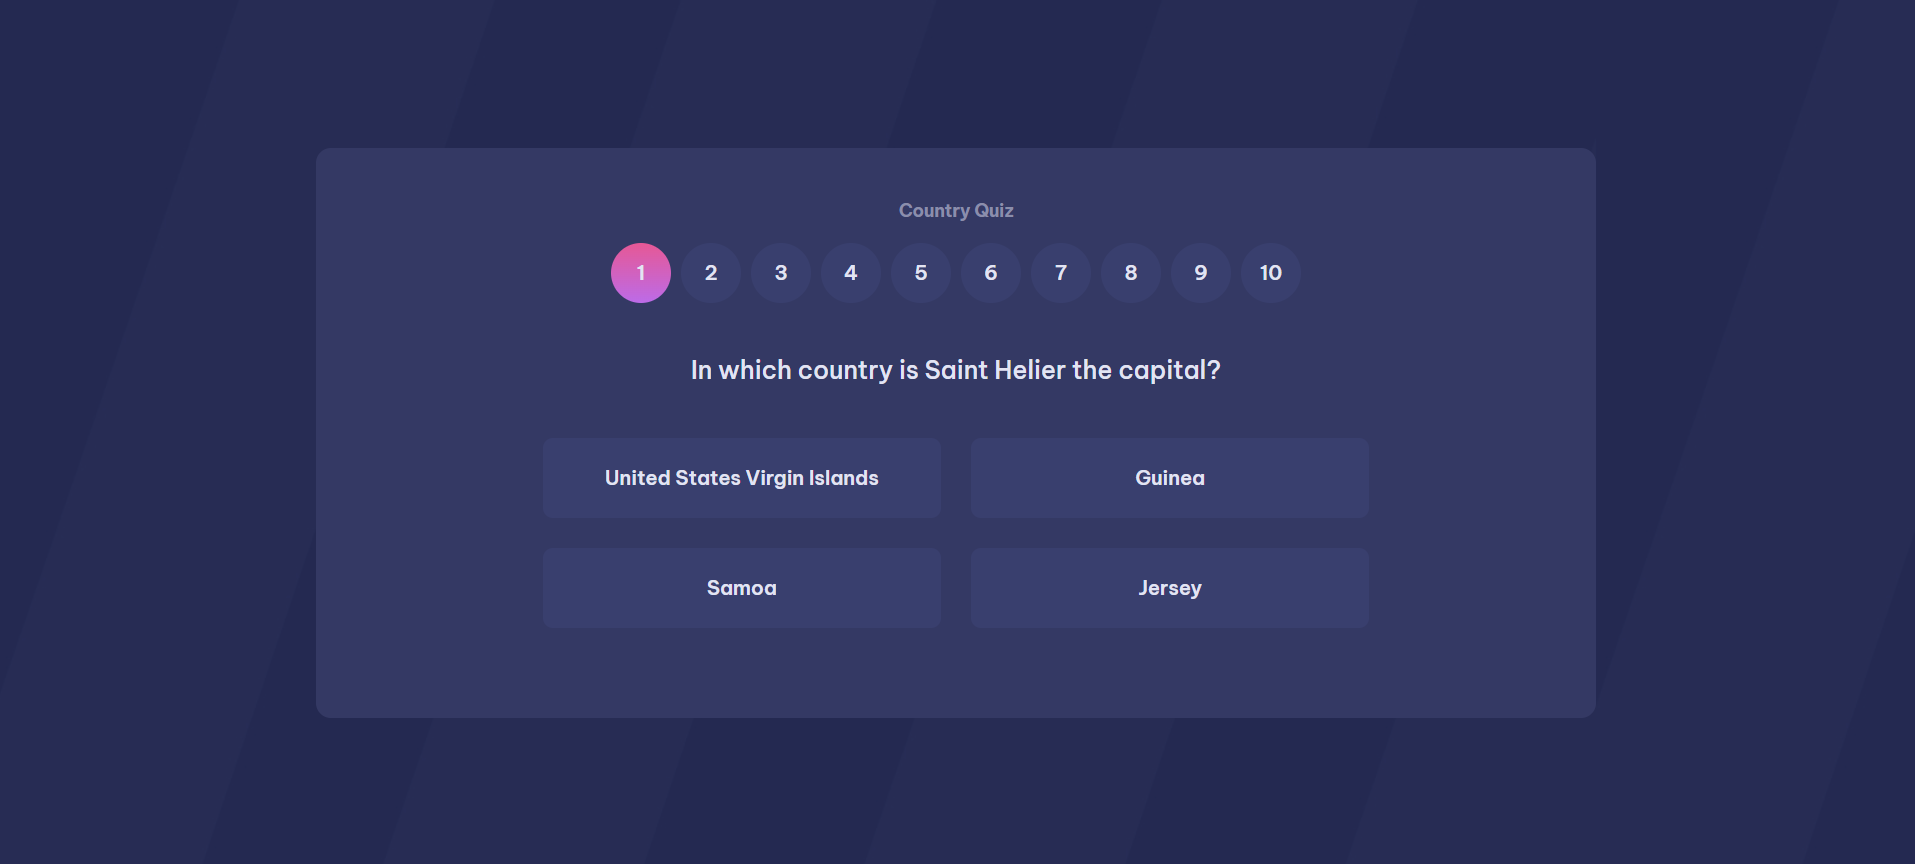 Country Quiz
1 2 3 4 5 6 7 8 9 10
In which country is Saint Helier the capital?
United States Virgin Islands
Guinea
Samoa
Jersey